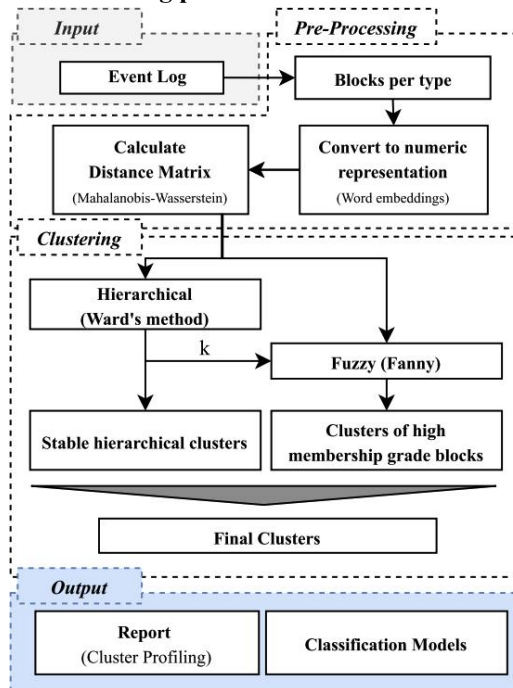 Input
Pre-Processing
Event Log
Blocks per type
Calculate
Distance Matrix
(Mahalanobis-Wasserstein)
Convert to numeric
representation
(Word embeddings)
Clustering
Hierarchical
(Ward's method)
k
Fuzzy (Fanny)
Stable hierarchical clusters
Clusters of high
membership grade blocks
Final Clusters
Output
Report
(Cluster Profiling)
Classification Models